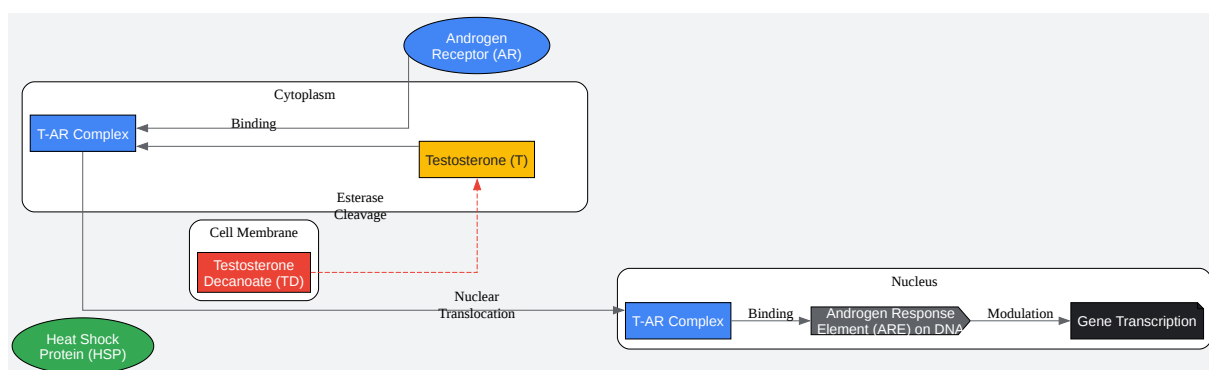 Androgen
Receptor (AR)
Cytoplasm
T-AR Complex
Binding
Testosterone (T)
Esterase
Cleavage
Cell Membrane
Testosterone
Decanoate (TD)
Nuclear
Translocation
Nucleus
T-AR Complex
Binding
Androgen Response
Element (ARE) on DNA
Modulation
Gene Transcription
Heat Shock
Protein (HSP)